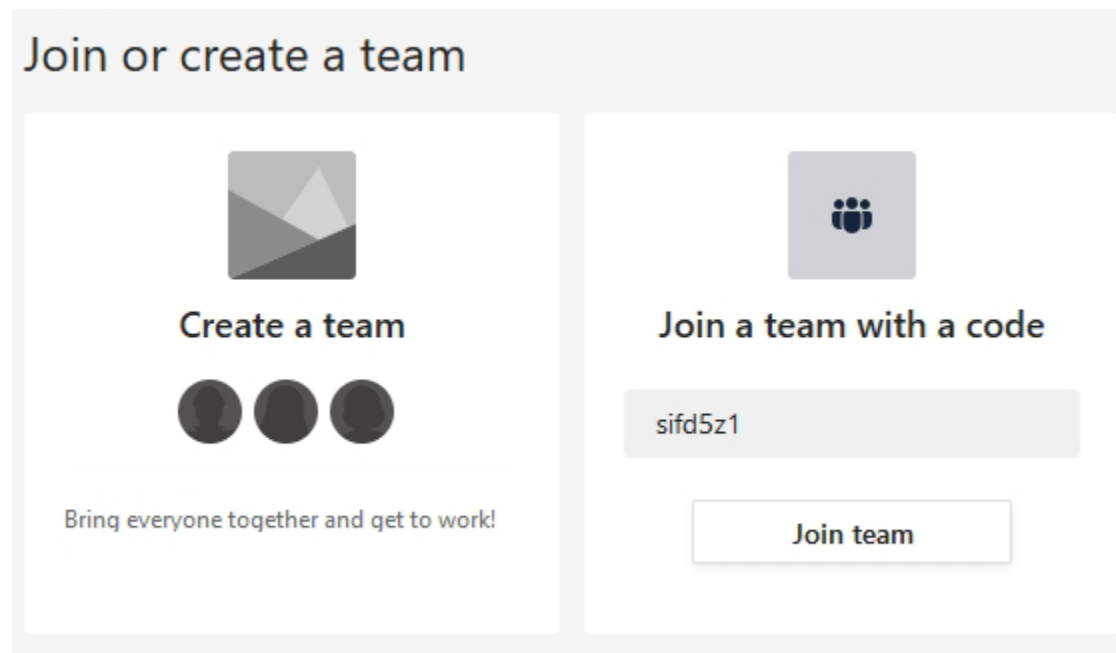 Join or create a team
Create a team
Bring everyone together and get to work!
Join a team with a code
sifd5z1
Join team